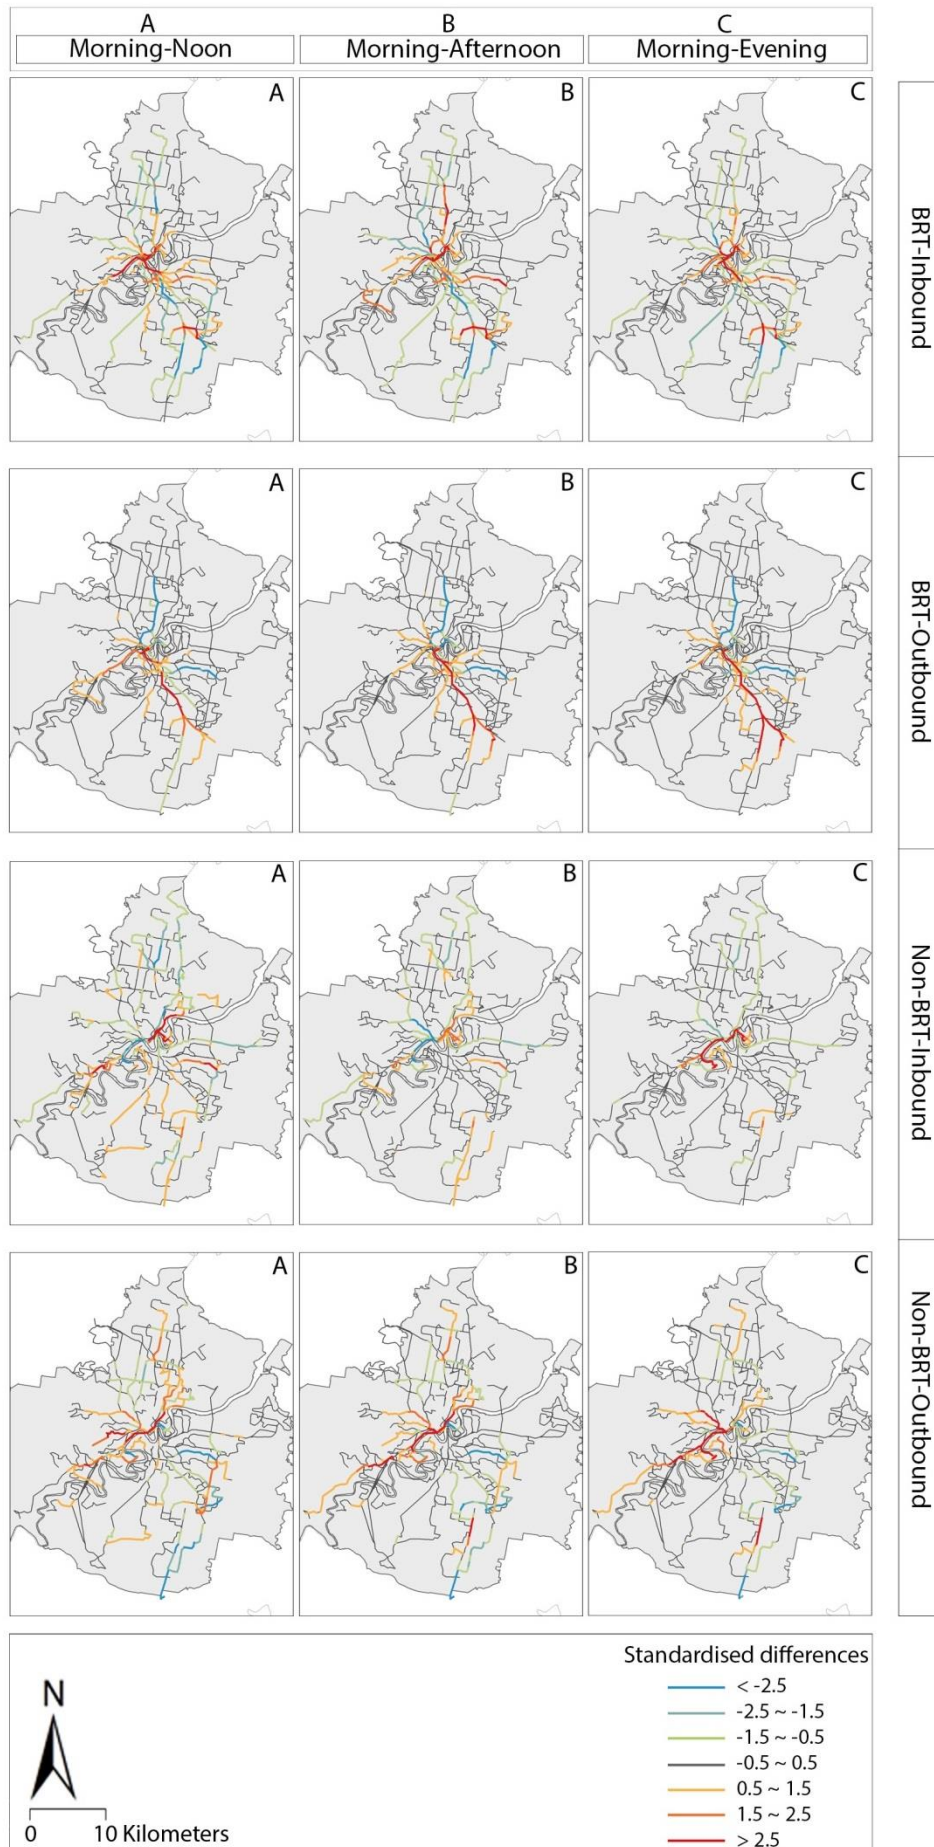 A
B
C
Morning-Noon
Morning-Afternoon
Morning-Evening
A
B
C
BRT-Inbound
A
B
C
BRT-Outbound
A
B
C
Non-BRT-Inbound
A
B
C
Non-BRT-Outbound
N
0
10 Kilometers
Standardised differences
< -2.5
-2.5 ~ -1.5
-1.5 ~ -0.5
-0.5 ~ 0.5
0.5 ~ 1.5
1.5 ~ 2.5
> 2.5